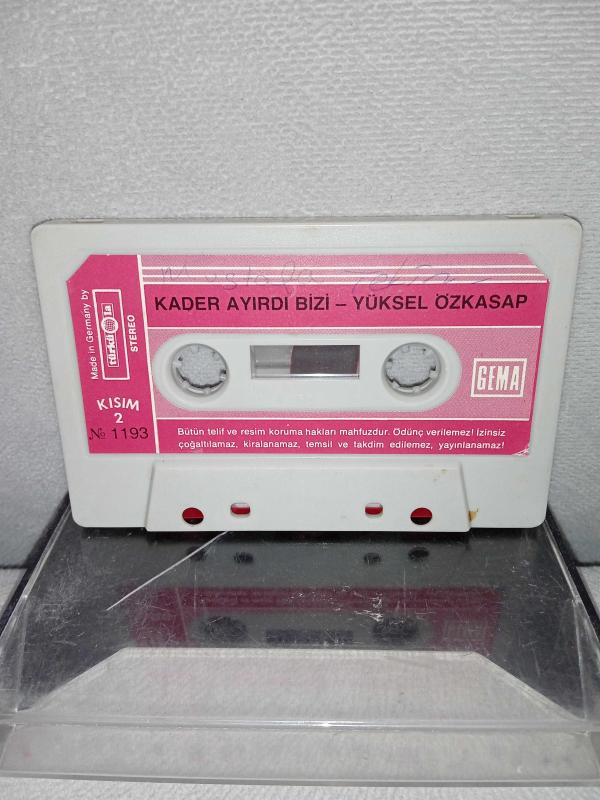 Mustafa
KADER AYIRDI BİZİ – YÜKSEL ÖZKASAP
Made in Germany by
türküola
STEREO
KISIM
2
№ 1193
GEMA
Bütün telif ve resim koruma hakları mahfuzdur. Ödünç verilemez! İzinsiz
çoğaltılamaz, kiralanamaz, temsil ve takdim edilemez, yayınlanamaz!